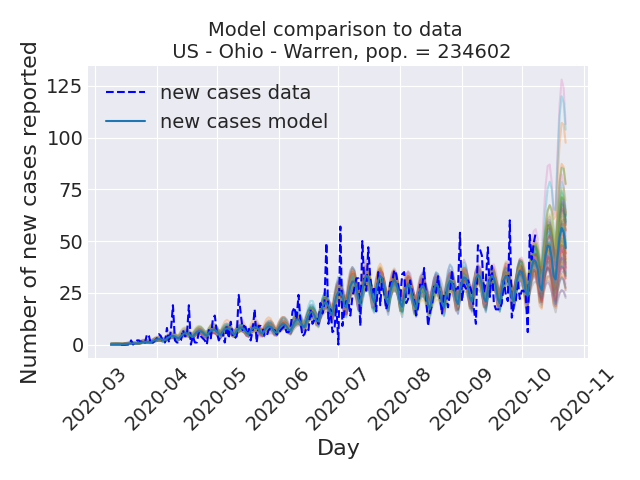 Model comparison to data
US - Ohio - Warren, pop. = 234602
Number of new cases reported
125
100
75
50
25
0
new cases data
new cases model
2020-03
2020-04
2020-05
2020-06
2020-07
2020-08
2020-09
2020-10
2020-11
Day